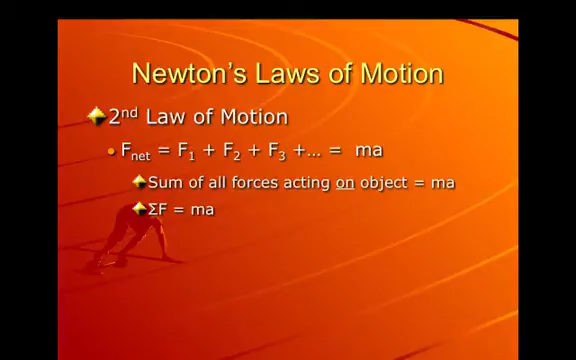 Newton's Laws of Motion
2nd Law of Motion
Fnet = F1 + F2 + F3 +… = ma
Sum of all forces acting on object = ma
ΣF = ma